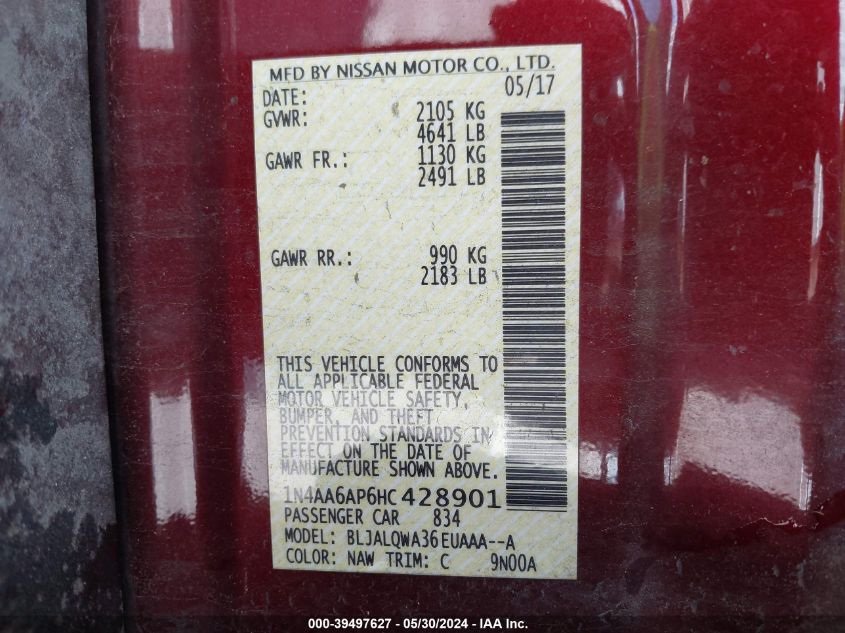 MFD BY NISSAN MOTOR CO., LTD.
DATE: 05/17
GVWR: 2105 KG
4641 LB
GAWR FR.: 1130 KG
2491 LB
GAWR RR.: 990 KG
2183 LB
THIS VEHICLE CONFORMS TO
ALL APPLICABLE FEDERAL
MOTOR VEHICLE SAFETY,
BUMPER, AND THEFT
PREVENTION STANDARDS IN
EFFECT ON THE DATE OF
MANUFACTURE SHOWN ABOVE.
1N4AA6AP6HC428901
PASSENGER CAR 834
MODEL: BLJALQWA36EUAAA--A
COLOR: NAW TRIM: C 9N00A
000-39497627 - 05/30/2024 - IAA Inc.